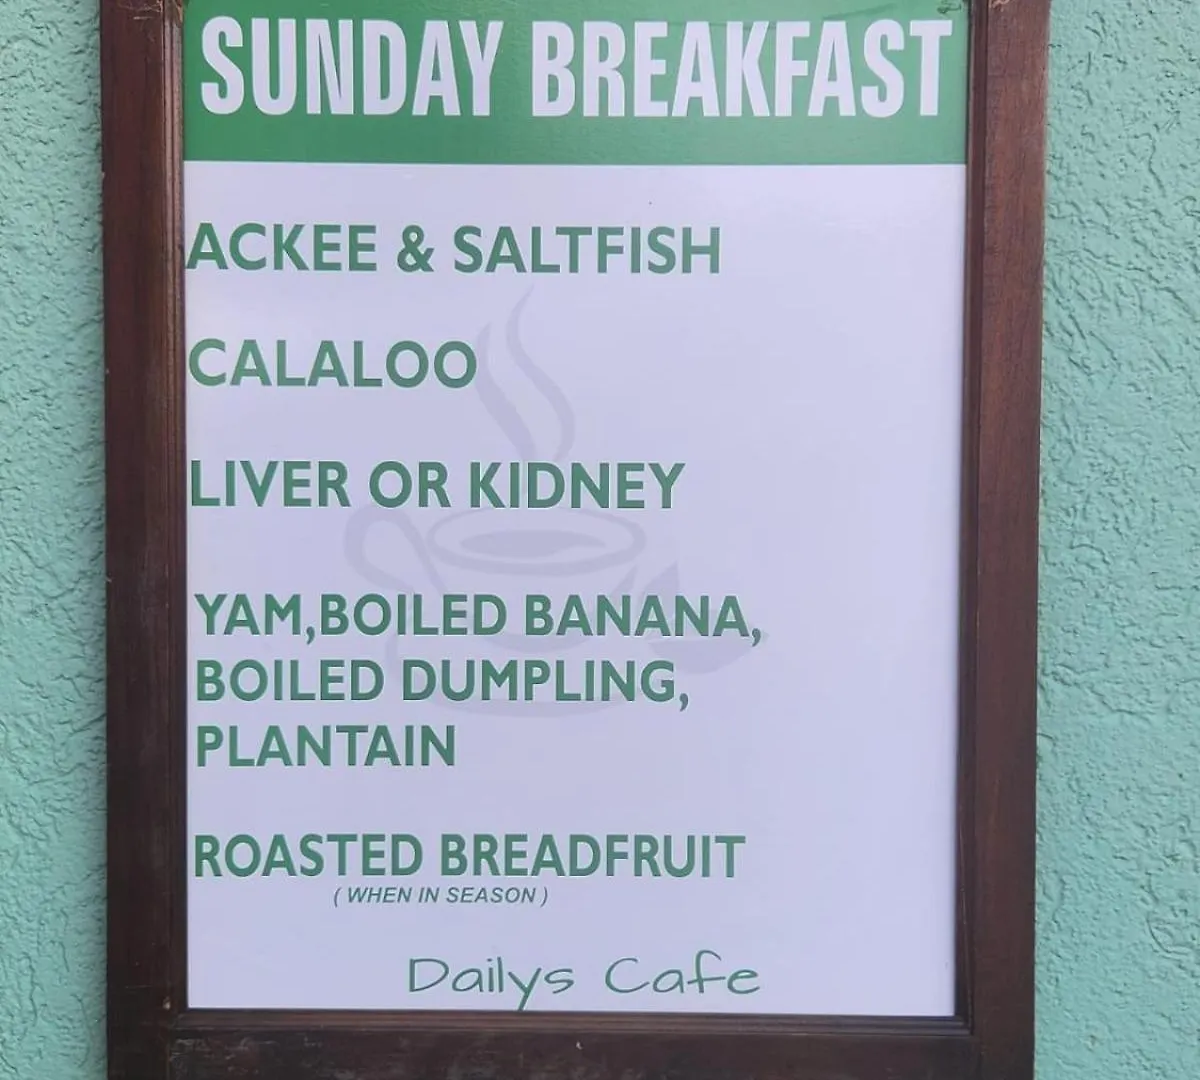 SUNDAY BREAKFAST
ACKEE & SALTFISH
CALALOO
LIVER OR KIDNEY
YAM,BOILED BANANA,
BOILED DUMPLING,
PLANTAIN
ROASTED BREADFRUIT
( WHEN IN SEASON )
Dailys Cafe